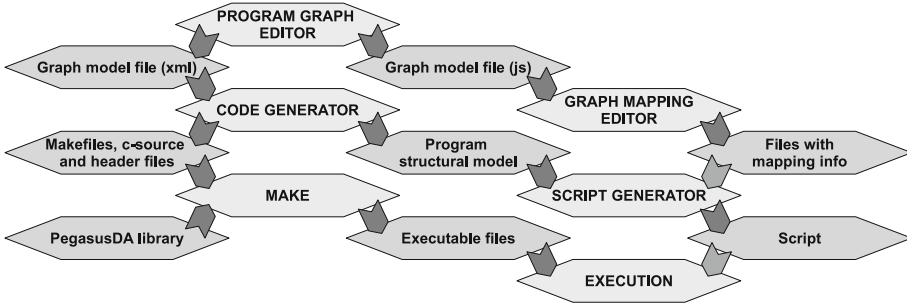 PROGRAM GRAPH
EDITOR
Graph model file (xml)
Graph model file (js)
CODE GENERATOR
GRAPH MAPPING
EDITOR
Makefiles, c-source
and header files
Program
structural model
Files with
mapping info
MAKE
SCRIPT GENERATOR
PegasusDA library
Executable files
Script
EXECUTION